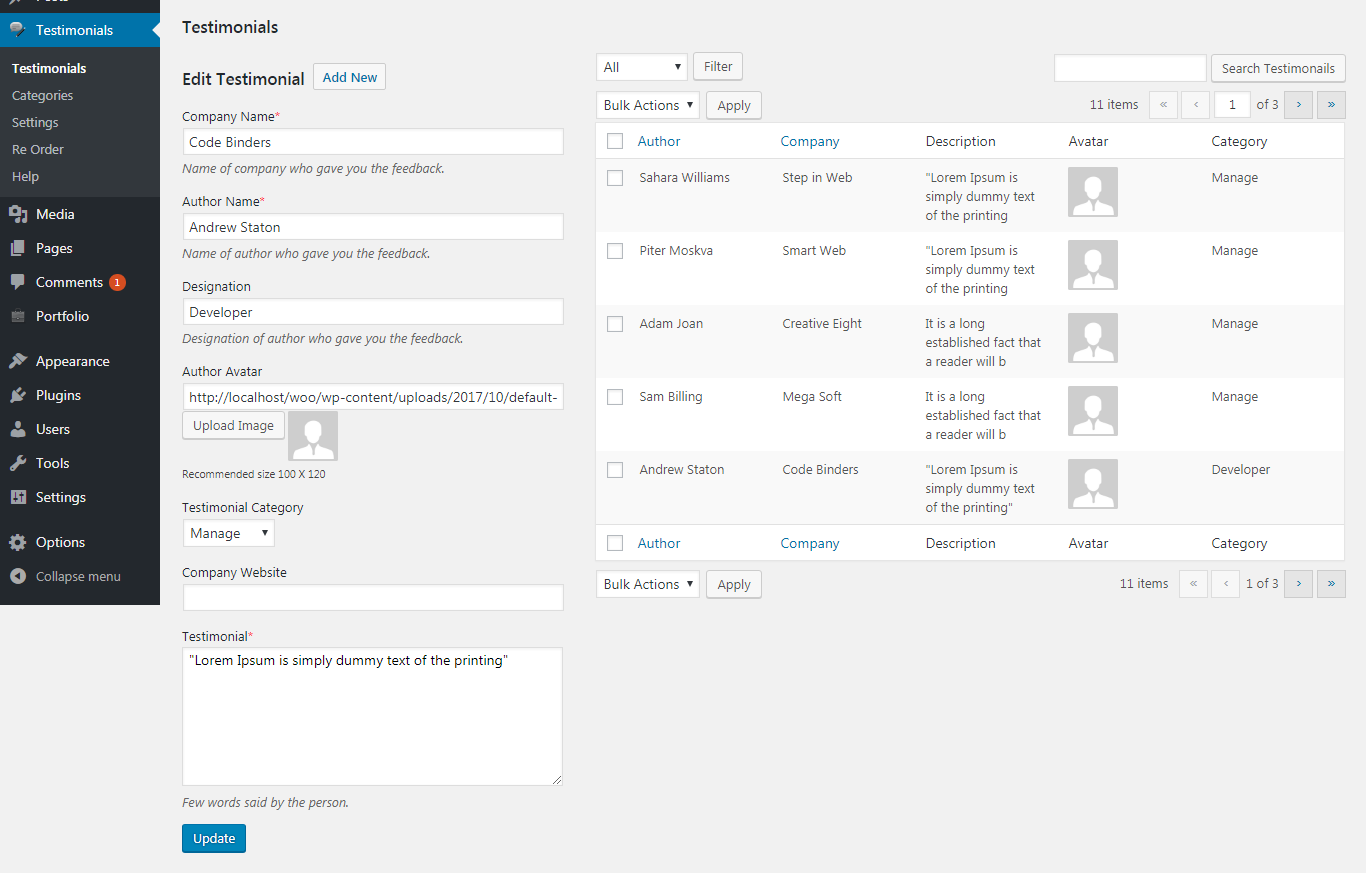 Posts
Testimonials
Testimonials
Categories
Settings
Re Order
Help
Media
Pages
Comments 1
Portfolio
Appearance
Plugins
Users
Tools
Settings
Options
Collapse menu
Testimonials
Edit Testimonial Add New
Company Name*
Code Binders
Name of company who gave you the feedback.
Author Name*
Andrew Staton
Name of author who gave you the feedback.
Designation
Developer
Designation of author who gave you the feedback.
Author Avatar
http://localhost/woo/wp-content/uploads/2017/10/default-
Upload Image
Recommended size 100 X 120
Testimonial Category
Manage
Company Website
Testimonial*
"Lorem Ipsum is simply dummy text of the printing"
Few words said by the person.
Update
All Filter
Search Testimonails
Bulk Actions Apply
11 items « ‹ 1 of 3 › »
Author Company Description Avatar Category
Sahara Williams Step in Web "Lorem Ipsum is Manage
simply dummy text
of the printing
Piter Moskva Smart Web "Lorem Ipsum is Manage
simply dummy text
of the printing
Adam Joan Creative Eight It is a long Manage
established fact that
a reader will b
Sam Billing Mega Soft It is a long Manage
established fact that
a reader will b
Andrew Staton Code Binders "Lorem Ipsum is Developer
simply dummy text
of the printing"
Author Company Description Avatar Category
Bulk Actions Apply
11 items « ‹ 1 of 3 › »